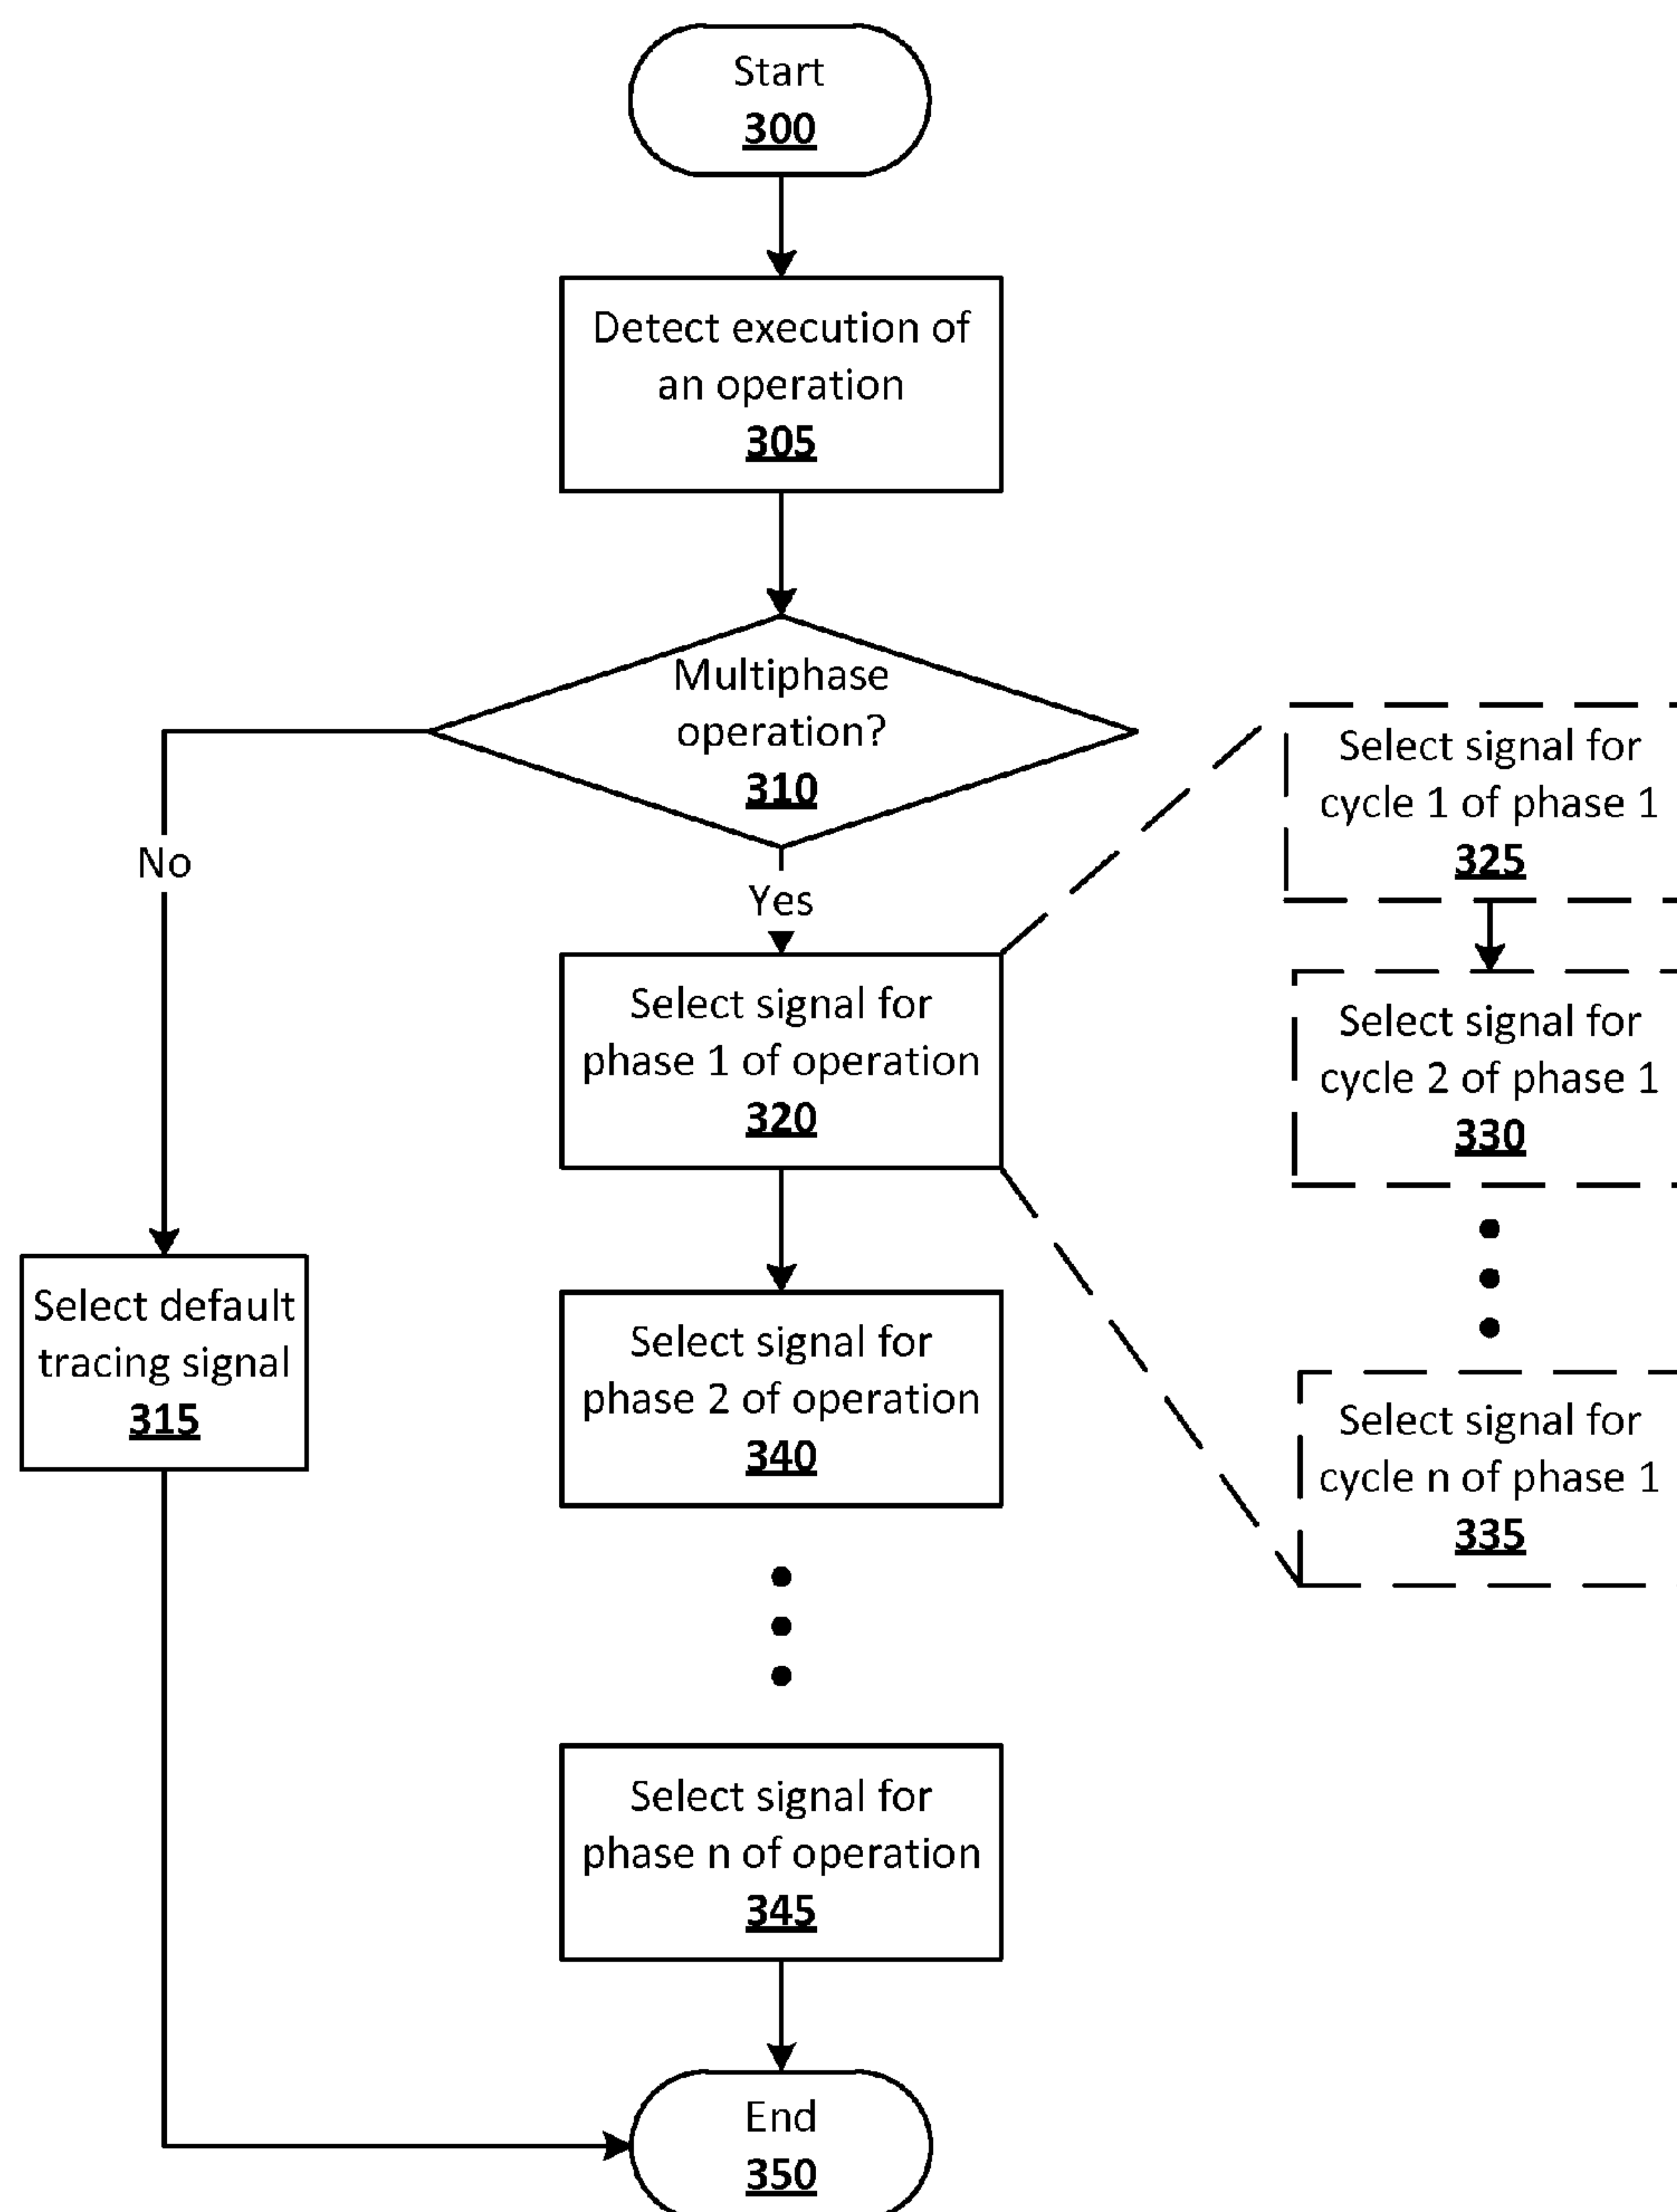 Start
300
Detect execution of
an operation
305
Multiphase
operation?
310
No
Yes
Select signal for
phase 1 of operation
320
Select signal for
cycle 1 of phase 1
325
Select signal for
cycle 2 of phase 1
330
Select signal for
cycle n of phase 1
335
Select default
tracing signal
315
Select signal for
phase 2 of operation
340
Select signal for
phase n of operation
345
End
350